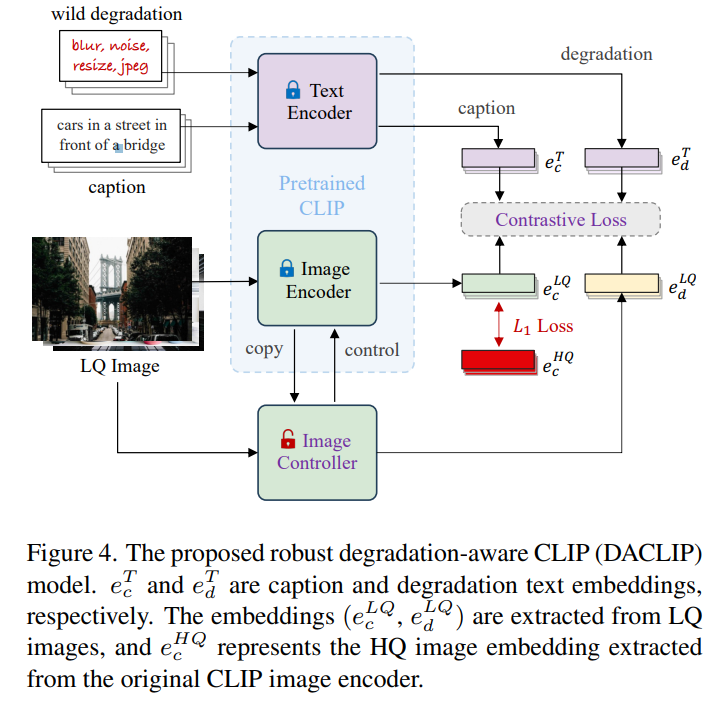 wild degradation
blur, noise,
resize, jpeg
cars in a street in
front of a bridge
caption
Text
Encoder
Pretrained
CLIP
Image
Encoder
copy
control
LQ Image
Image
Controller
degradation
caption
e_c^T
e_d^T
Contrastive Loss
e_c^{LQ}
e_d^{LQ}
L_1 Loss
e_c^{HQ}
Figure 4. The proposed robust degradation-aware CLIP (DACLIP)
model. e_c^T and e_d^T are caption and degradation text embeddings,
respectively. The embeddings (e_c^{LQ}, e_d^{LQ}) are extracted from LQ
images, and e_c^{HQ} represents the HQ image embedding extracted
from the original CLIP image encoder.